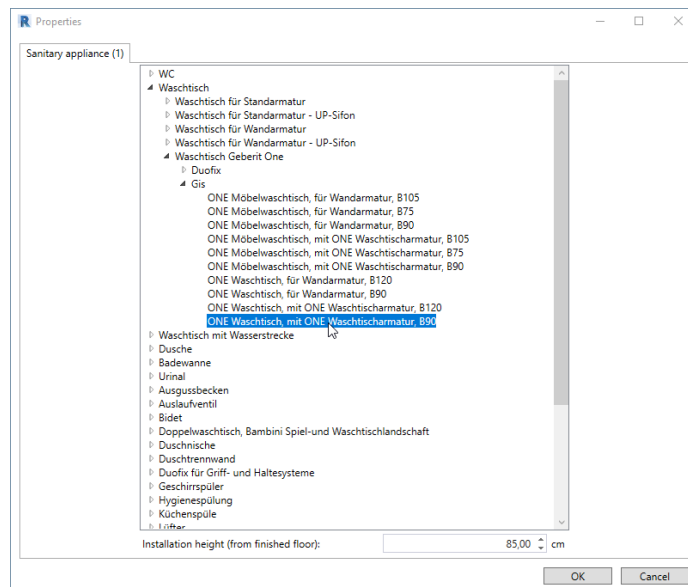 R Properties
Sanitary appliance (1)
WC
Waschtisch
Waschtisch für Standarmatur
Waschtisch für Standarmatur - UP-Sifon
Waschtisch für Wandarmatur
Waschtisch für Wandarmatur - UP-Sifon
Waschtisch Geberit One
Duofix
Gis
ONE Möbelwaschtisch, für Wandarmatur, B105
ONE Möbelwaschtisch, für Wandarmatur, B75
ONE Möbelwaschtisch, für Wandarmatur, B90
ONE Möbelwaschtisch, mit ONE Waschtischarmatur, B105
ONE Möbelwaschtisch, mit ONE Waschtischarmatur, B75
ONE Möbelwaschtisch, mit ONE Waschtischarmatur, B90
ONE Waschtisch, für Wandarmatur, B120
ONE Waschtisch, für Wandarmatur, B90
ONE Waschtisch, mit ONE Waschtischarmatur, B120
ONE Waschtisch, mit ONE Waschtischarmatur, B90
Waschtisch mit Wasserstrecke
Dusche
Badewanne
Urinal
Ausgussbecken
Auslaufventil
Bidet
Doppelwaschtisch, Bambini Spiel-und Waschtischlandschaft
Duschnische
Duschtrennwand
Duofix für Griff- und Haltesysteme
Geschirrspüler
Hygienespülung
Küchenspüle
Lüfter
Installation height (from finished floor): 85,00 cm
OK Cancel